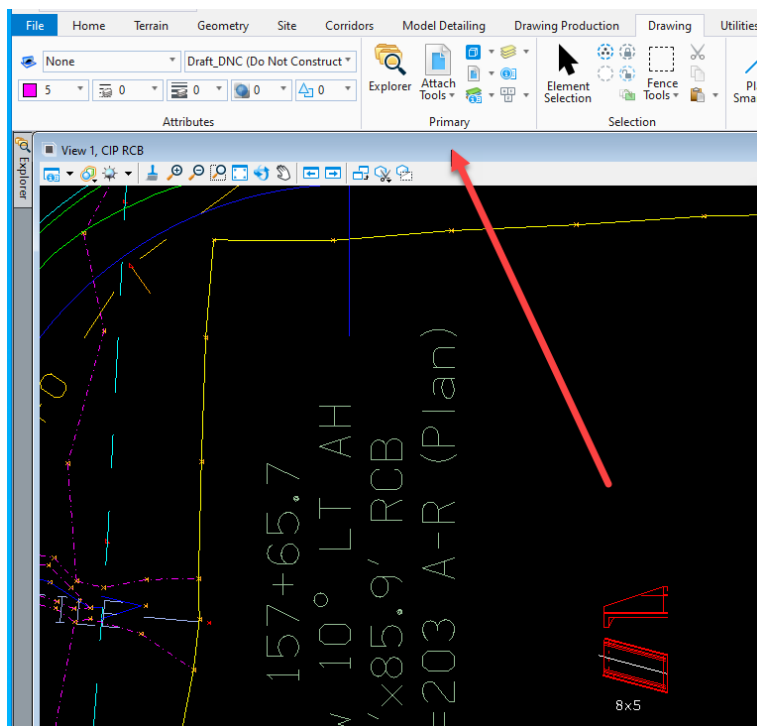 File Home Terrain Geometry Site Corridors Model Detailing Drawing Production Drawing Utilities
None Draft_DNC (Do Not Construct
5 0 0 0 0
Explorer Attach Tools Element Selection Fence Tools
Attributes Primary Selection
Explorer
View 1, CIP RCB
157+65.7
10° LT AH
'x85.9' RCB
=203 A-R (Plan)
8x5